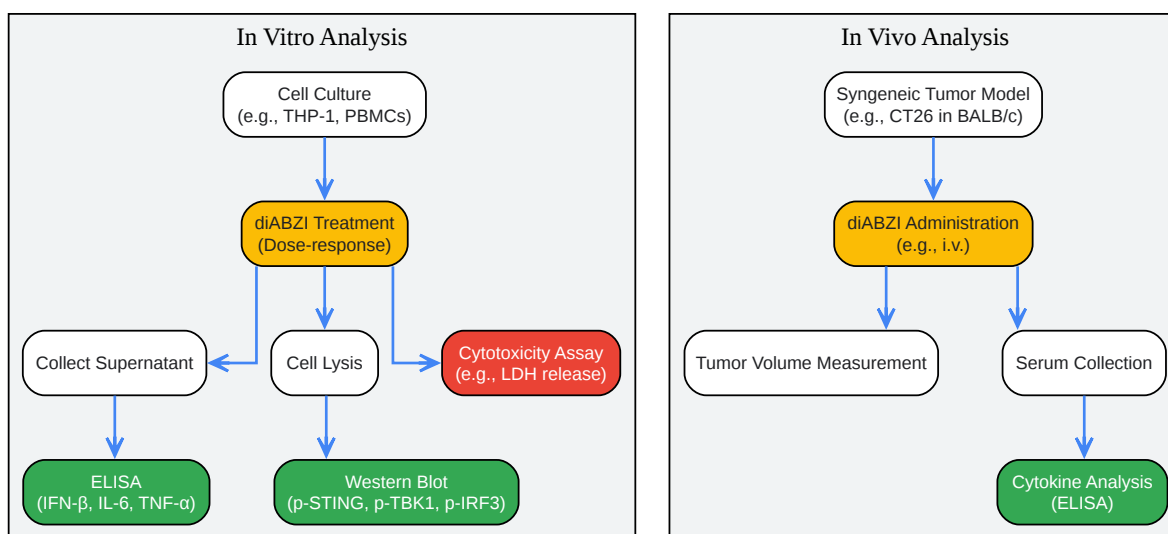 In Vitro Analysis
Cell Culture
(e.g., THP-1, PBMCs)
diABZI Treatment
(Dose-response)
Collect Supernatant
Cell Lysis
Cytotoxicity Assay
(e.g., LDH release)
ELISA
(IFN-β, IL-6, TNF-α)
Western Blot
(p-STING, p-TBK1, p-IRF3)
In Vivo Analysis
Syngeneic Tumor Model
(e.g., CT26 in BALB/c)
diABZI Administration
(e.g., i.v.)
Tumor Volume Measurement
Serum Collection
Cytokine Analysis
(ELISA)